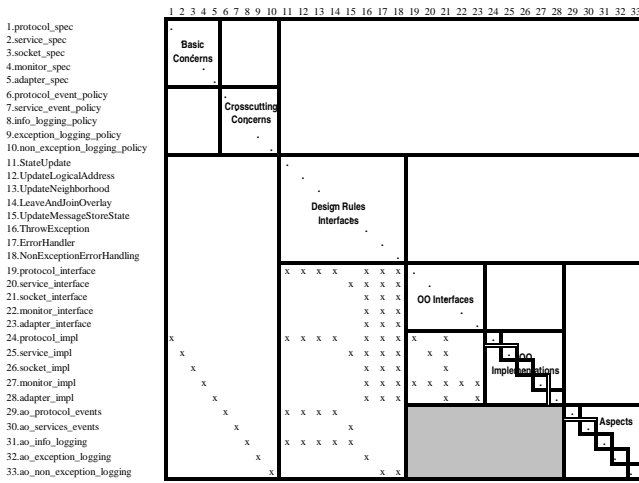 1 2 3 4 5 6 7 8 9 10 11 12 13 14 15 16 17 18 19 20 21 22 23 24 25 26 27 28 29 30 31 32 33
1.protocol_spec .
2.service_spec
Basic
3.socket_spec
Concerns
4.monitor_spec .
5.adapter_spec .
6.protocol_event_policy .
7.service_event_policy
Crosscutting
8.info_logging_policy
Concerns
9.exception_logging_policy .
10.non_exception_logging_policy .
11.StateUpdate .
12.UpdateLogicalAddress .
13.UpdateNeighborhood .
14.LeaveAndJoinOverlay
Design Rules
15.UpdateMessageStoreState
Interfaces
16.ThrowException .
17.ErrorHandler .
18.NonExceptionErrorHandling .
19.protocol_interface x x x x x x x .
20.service_interface x x x x .
21.socket_interface x x x
OO Interfaces
22.monitor_interface x x x .
23.adapter_interface x x x .
24.protocol_impl x x x x x x x x x x .
25.service_impl x x x x x x x .
OO
26.socket_impl x x x x x
Implementations
27.monitor_impl x x x x x x x x x .
28.adapter_impl x x x x x x .
29.ao_protocol_events x x x x x .
30.ao_services_events x x .
Aspects
31.ao_info_logging x x x x x x .
32.ao_exception_logging x x .
33.ao_non_exception_logging x x x .